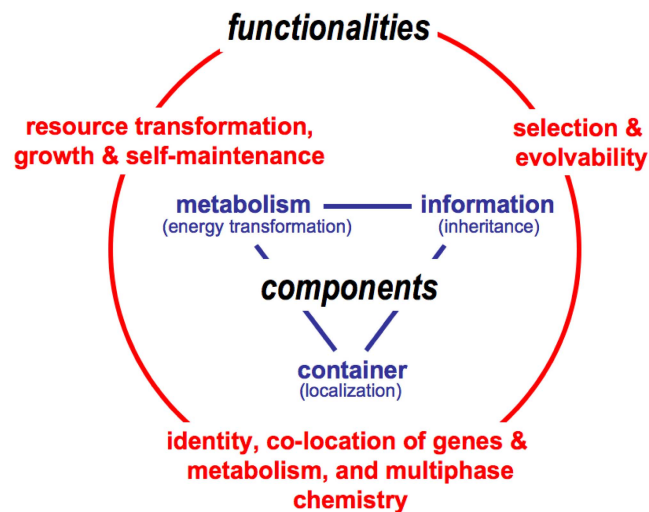 functionalities
resource transformation,
growth & self-maintenance
selection &
evolvability
metabolism
(energy transformation)
information
(inheritance)
components
container
(localization)
identity, co-location of genes &
metabolism, and multiphase
chemistry